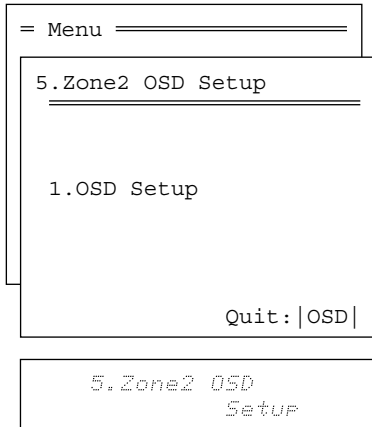 Menu
5.Zone2 OSD Setup
1.OSD Setup
Quit:|OSD|
5.Zone2 OSD
Setup